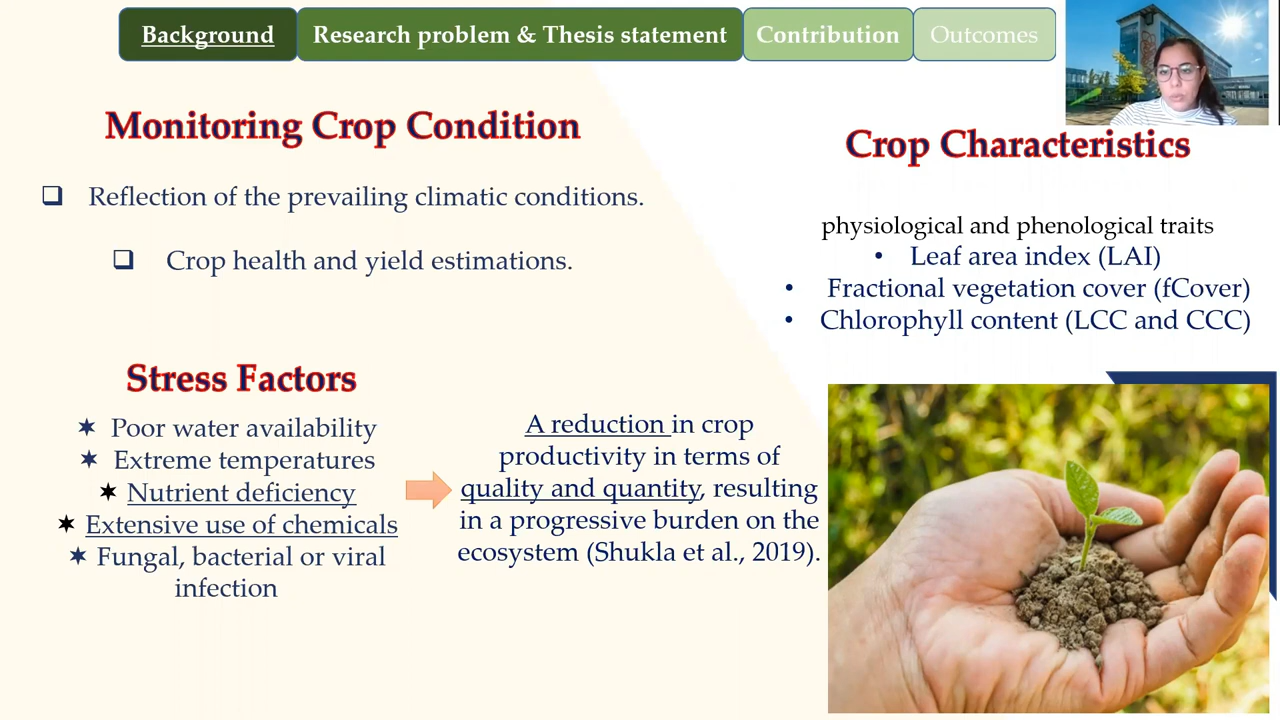 Background
Research problem & Thesis statement
Contribution
Outcomes
Monitoring Crop Condition
❑ Reflection of the prevailing climatic conditions.
❑ Crop health and yield estimations.
Crop Characteristics
physiological and phenological traits
• Leaf area index (LAI)
• Fractional vegetation cover (fCover)
• Chlorophyll content (LCC and CCC)
Stress Factors
✶ Poor water availability
✶ Extreme temperatures
✶ Nutrient deficiency
✶ Extensive use of chemicals
✶ Fungal, bacterial or viral
infection
A reduction in crop
productivity in terms of
quality and quantity, resulting
in a progressive burden on the
ecosystem (Shukla et al., 2019).